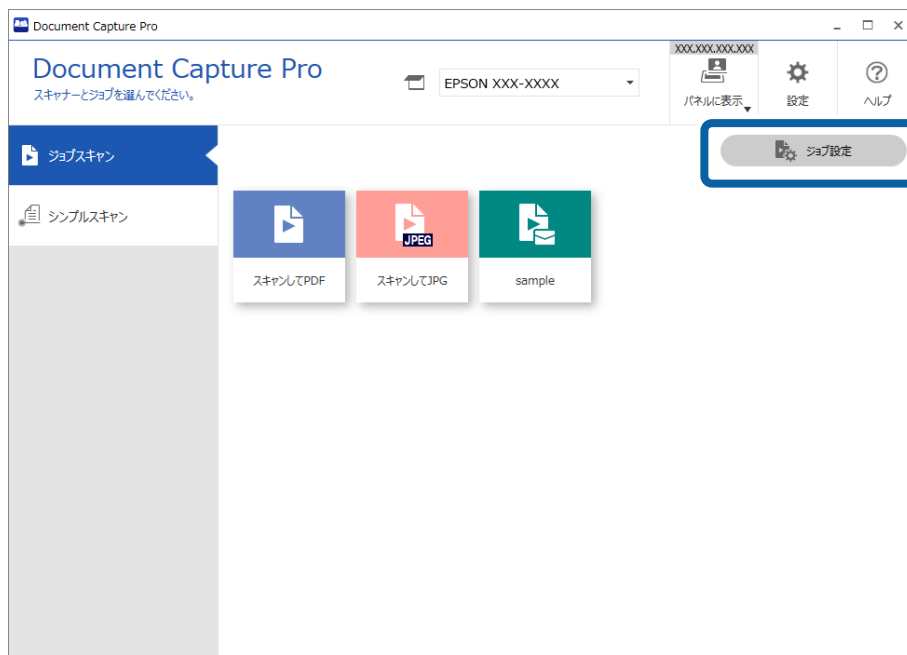 Document Capture Pro
Document Capture Pro
スキャナーとジョブを選んでください。
EPSON XXX-XXXX
XXX.XXX.XXX.XXX
パネルに表示
設定
ヘルプ
ジョブスキャン
ジョブ設定
シンプルスキャン
JPEG
スキャンしてPDF
スキャンしてJPG
sample